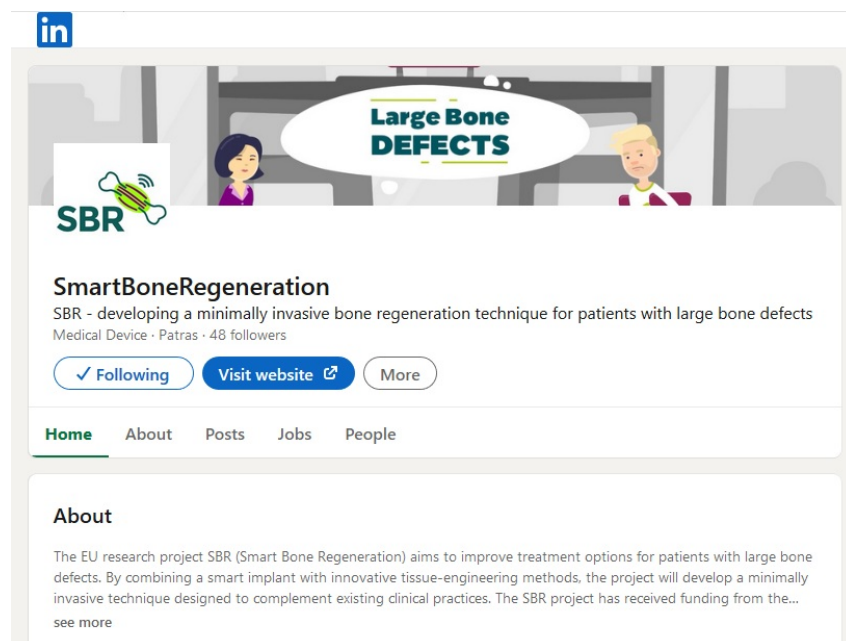 in
Large Bone
DEFECTS
SBR
SmartBoneRegeneration
SBR - developing a minimally invasive bone regeneration technique for patients with large bone defects
Medical Device · Patras · 48 followers
Following
Visit website
More
Home About Posts Jobs People
About
The EU research project SBR (Smart Bone Regeneration) aims to improve treatment options for patients with large bone
defects. By combining a smart implant with innovative tissue-engineering methods, the project will develop a minimally
invasive technique designed to complement existing clinical practices. The SBR project has received funding from the...
see more